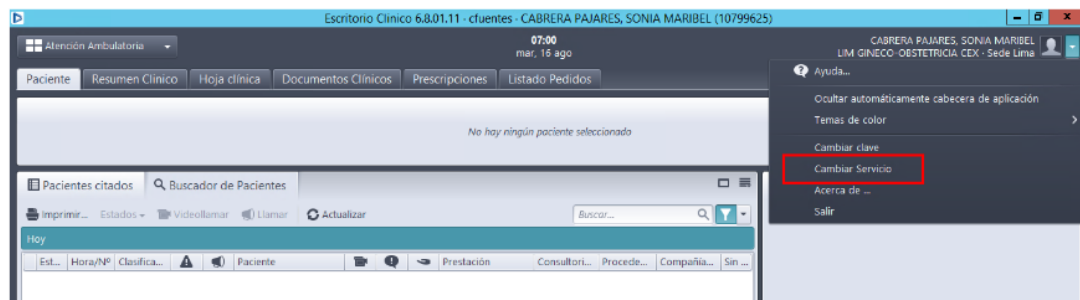 Escritorio Clinico 6.8.01.11 - cfuentes - CABRERA PAJARES, SONIA MARIBEL (10799625)
Atención Ambulatoria
07:00
mar, 16 ago
CABRERA PAJARES, SONIA MARIBEL
LIM GINECO-OBSTETRICIA CEX - Sede Lima
Paciente Resumen Clínico Hoja clínica Documentos Clínicos Prescripciones Listado Pedidos
Ayuda...
Ocultar automáticamente cabecera de aplicación
Temas de color
Cambiar clave
Cambiar Servicio
Acerca de ...
Salir
No hay ningún paciente seleccionado
Pacientes citados Buscador de Pacientes
Imprimir... Estados Videollamar Llamar Actualizar Buscar...
Hoy
Est... Hora/Nº Clasifica... Paciente Prestación Consultori... Procede... Compañía... Sin ...